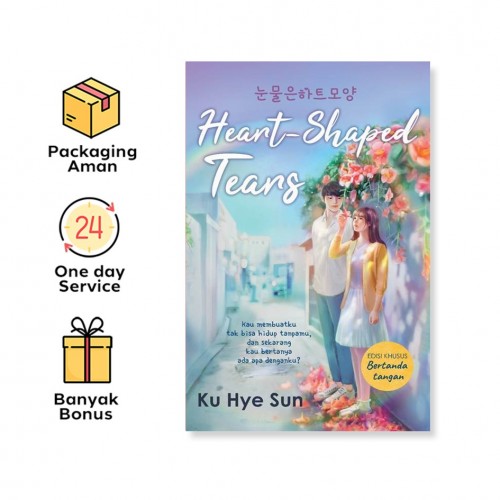 Packaging
Aman
24
One day
Service
Banyak
Bonus
눈물은하트모양
Heart-Shaped
Tears
Kau membuatku
tak bisa hidup tanpamu,
dan sekarang
kau bertanya
ada apa denganku?
EDISI KHUSUS
Bertanda
tangan
Ku Hye Sun